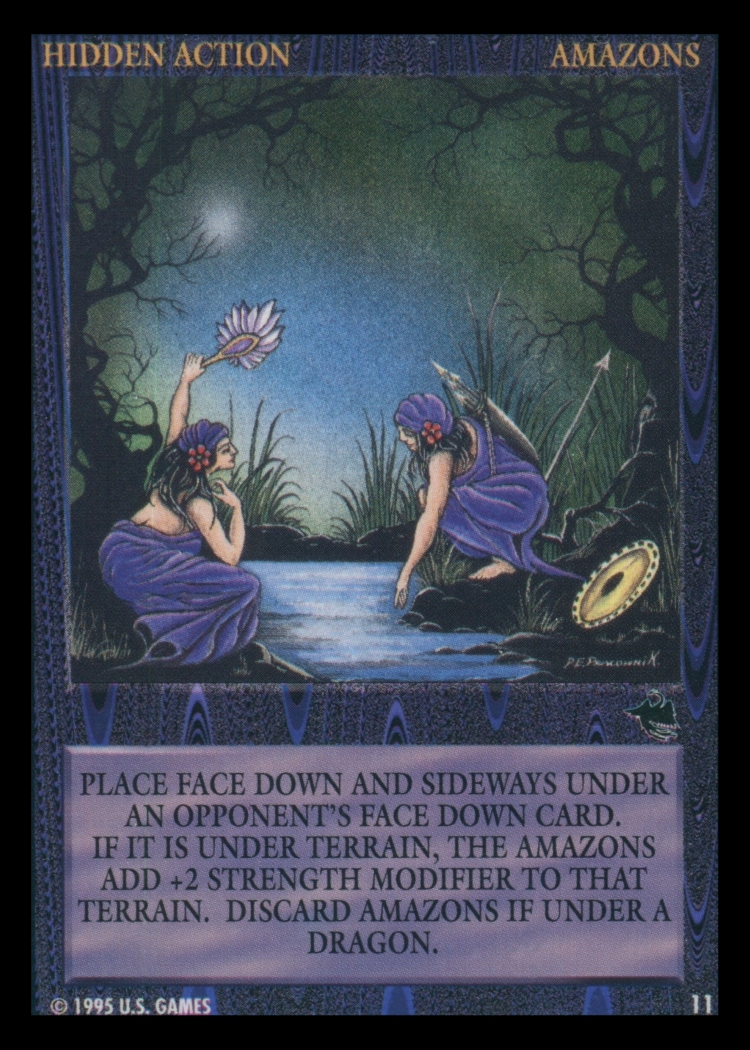 HIDDEN ACTION AMAZONS
PLACE FACE DOWN AND SIDEWAYS UNDER
AN OPPONENT'S FACE DOWN CARD.
IF IT IS UNDER TERRAIN, THE AMAZONS
ADD +2 STRENGTH MODIFIER TO THAT
TERRAIN. DISCARD AMAZONS IF UNDER A
DRAGON.
© 1995 U.S. GAMES 11